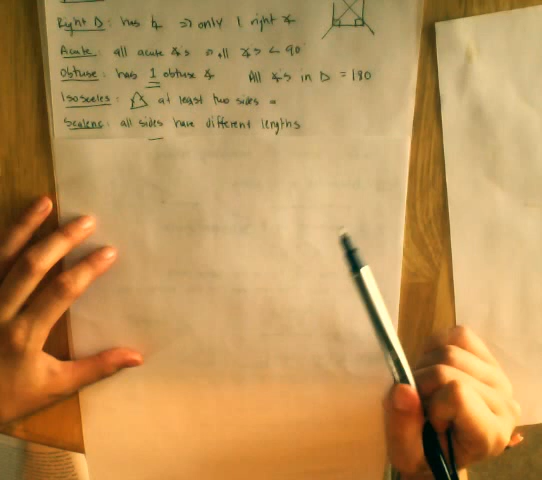 Right Δ: has ∡ ⇒ only 1 right ∡
Acute: all acute ∡'s ⇒ all ∡s < 90°
Obtuse: has 1 obtuse ∡ All ∡'s in Δ = 180
Isosceles: at least two sides =
Scalene: all sides have different lengths